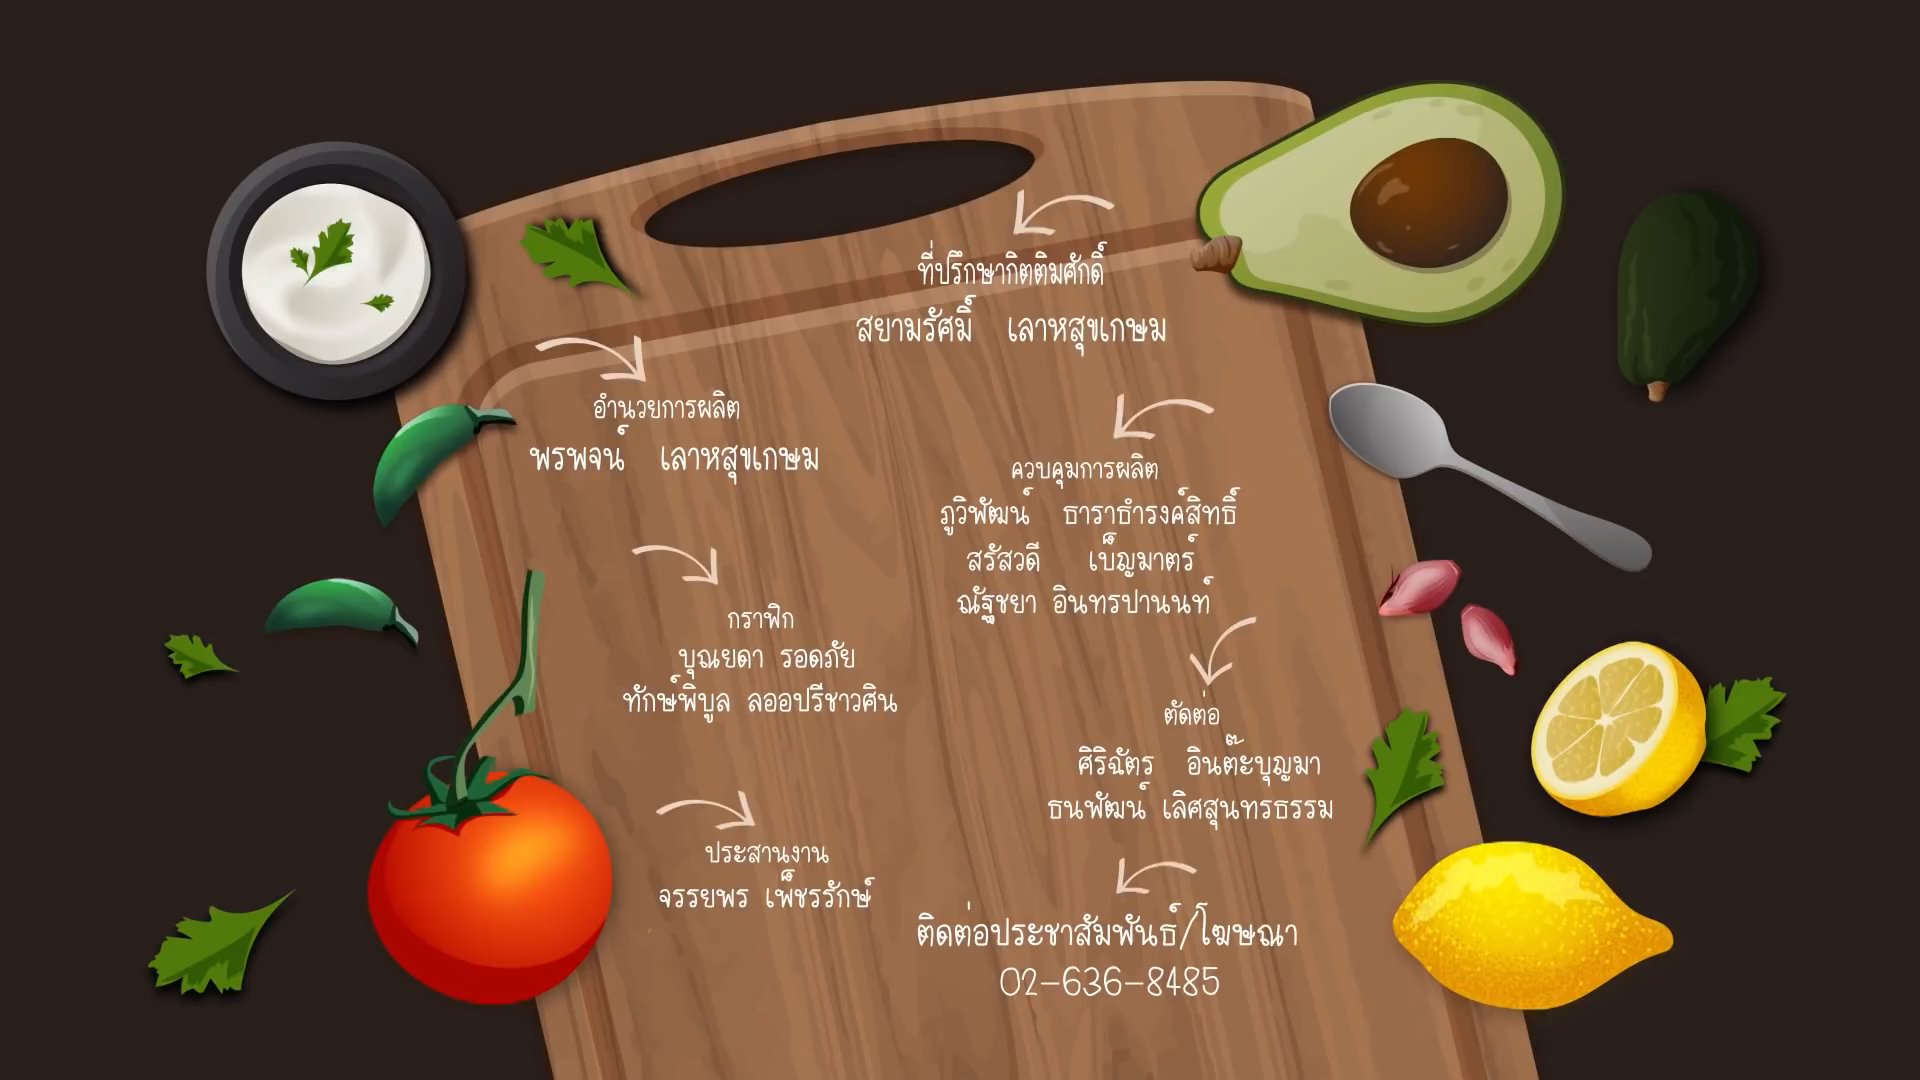 ที่ปรึกษากิตติมศักดิ์
สยามรัศมิ์ เลาหสุขเกษม
อำนวยการผลิต
พรพจน์ เลาหสุขเกษม
ควบคุมการผลิต
ภูวิพัฒน์ ธาราธำรงค์สิทธิ์
สรัสวดี เบ็ญมาตร์
ณัฐชยา อินทรปานนท์
กราฟิก
บุณยดา รอดภัย
ทักษ์พิบูล ลออปรีชาวศิน
ตัดต่อ
ศิริฉัตร อินต๊ะบุญมา
ธนพัฒน์ เลิศสุนทรธรรม
ประสานงาน
จรรยพร เพ็ชรรักษ์
ติดต่อประชาสัมพันธ์/โฆษณา
02-636-8485